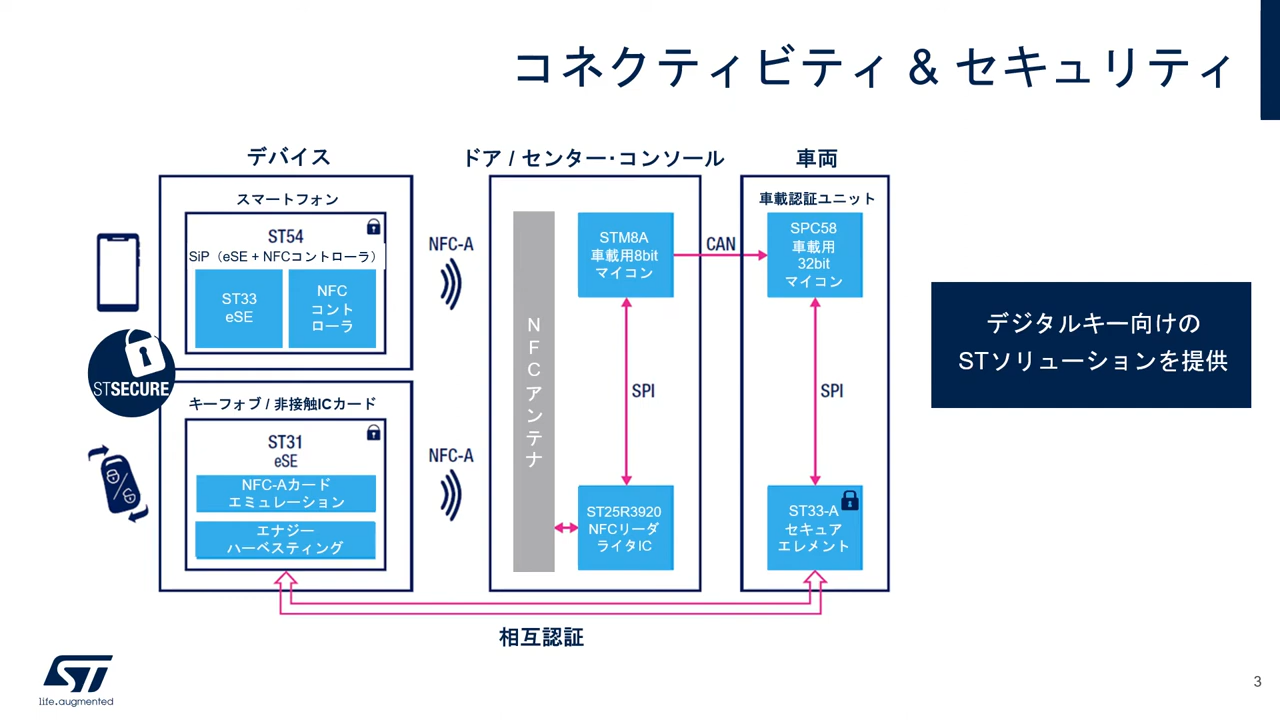 コネクティビティ & セキュリティ
デバイス
スマートフォン
ST54
SiP（eSE + NFCコントローラ）
ST33
eSE
NFC
コント
ローラ
STSECURE
キーフォブ / 非接触ICカード
ST31
eSE
NFC-Aカード
エミュレーション
エナジー
ハーベスティング
NFC-A
NFC-A
ドア / センター・コンソール
NFCアンテナ
STM8A
車載用8bit
マイコン
SPI
ST25R3920
NFCリーダ
ライタIC
CAN
車両
車載認証ユニット
SPC58
車載用
32bit
マイコン
SPI
ST33-A
セキュア
エレメント
相互認証
デジタルキー向けの
STソリューションを提供
ST
life.augmented
3